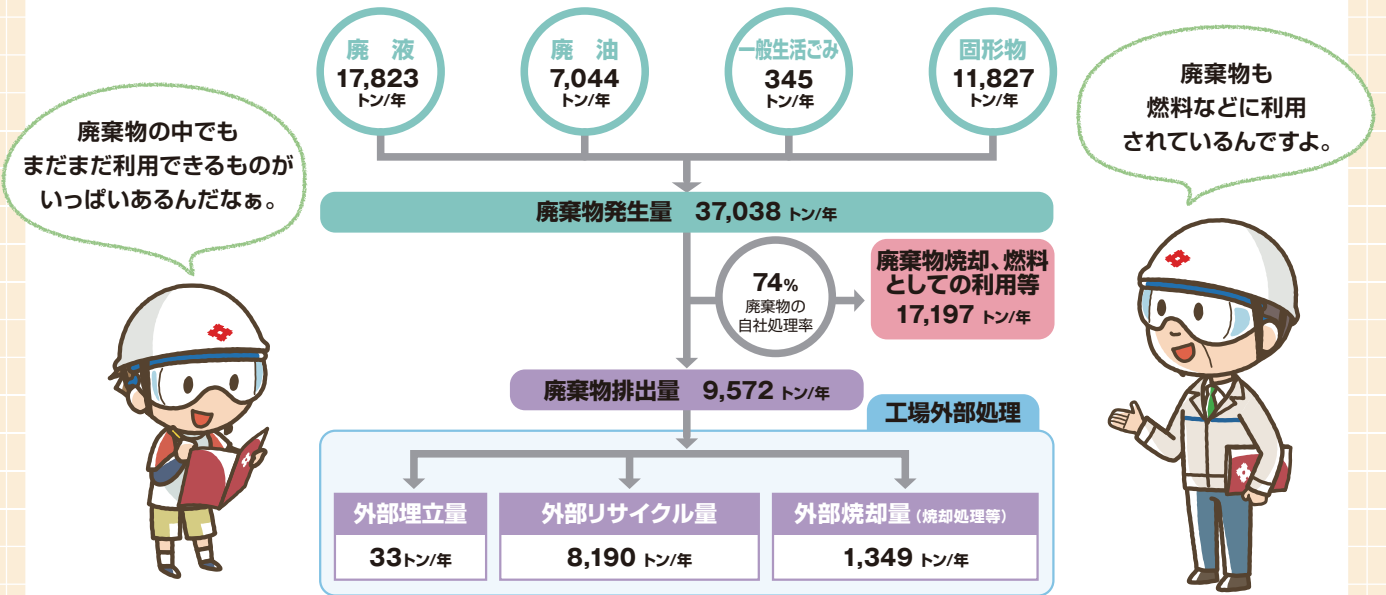 廃液
17,823
トン/年
廃油
7,044
トン/年
一般生活ごみ
345
トン/年
固形物
11,827
トン/年
廃棄物の中でも
まだまだ利用できるものが
いっぱいあるんだなぁ。
廃棄物も
燃料などに利用
されているんですよ。
廃棄物発生量 37,038 トン/年
74%
廃棄物の
自社処理率
廃棄物焼却、燃料
としての利用等
17,197 トン/年
廃棄物排出量 9,572 トン/年
工場外部処理
外部埋立量
33トン/年
外部リサイクル量
8,190 トン/年
外部焼却量(焼却処理等)
1,349 トン/年